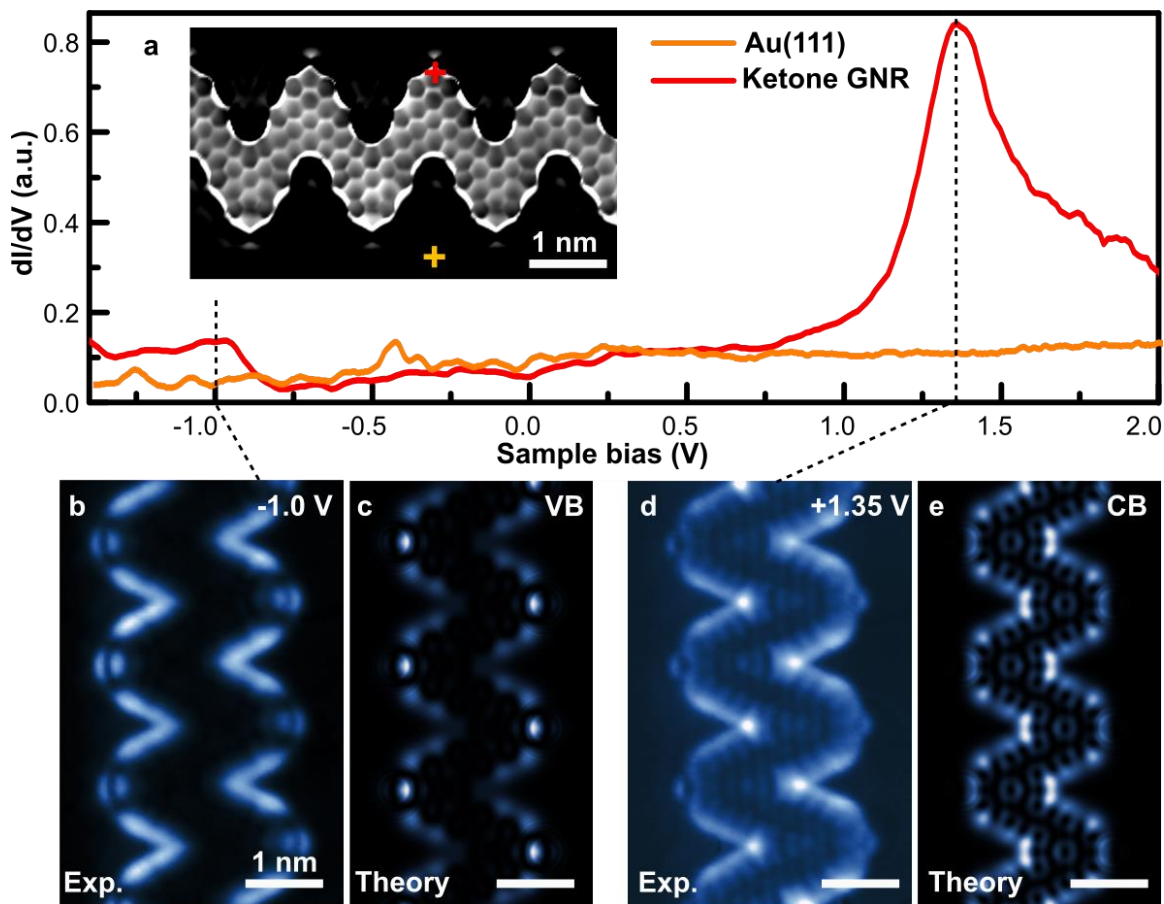 a
1 nm
Au(111)
Ketone GNR
dI/dV (a.u.)
0.8
0.6
0.4
0.2
0.0
-1.0
-0.5
0.0
0.5
1.0
1.5
2.0
Sample bias (V)
b
-1.0 V
1 nm
Exp.
c
VB
Theory
d
+1.35 V
Exp.
e
CB
Theory